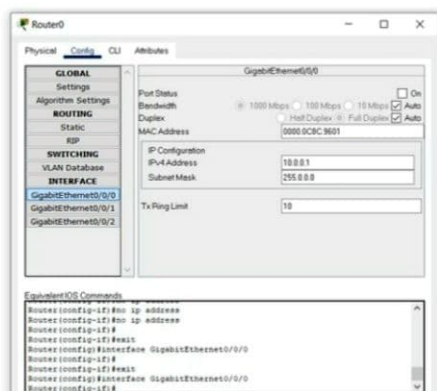 Router0
Physical Config CLI Attributes
GLOBAL
Settings
Algorithm Settings
ROUTING
Static
RIP
SWITCHING
VLAN Database
INTERFACE
GigabitEthernet0/0/0
GigabitEthernet0/0/1
GigabitEthernet0/0/2
GigabitEthernet0/0/0
Port Status On
Bandwidth 1000 Mbps 100 Mbps 10 Mbps Auto
Duplex Half Duplex Full Duplex Auto
MAC Address 0000.0C8C.9601
IP Configuration
IPv4 Address 10.0.0.1
Subnet Mask 255.0.0.0
Tx Ring Limit 10
Equivalent IOS Commands
Router(config-if)#no ip address
Router(config-if)#no ip address
Router(config-if)#
Router(config-if)#exit
Router(config)#interface GigabitEthernet0/0/0
Router(config-if)#
Router(config-if)#exit
Router(config)#interface GigabitEthernet0/0/0
Router(config-if)#